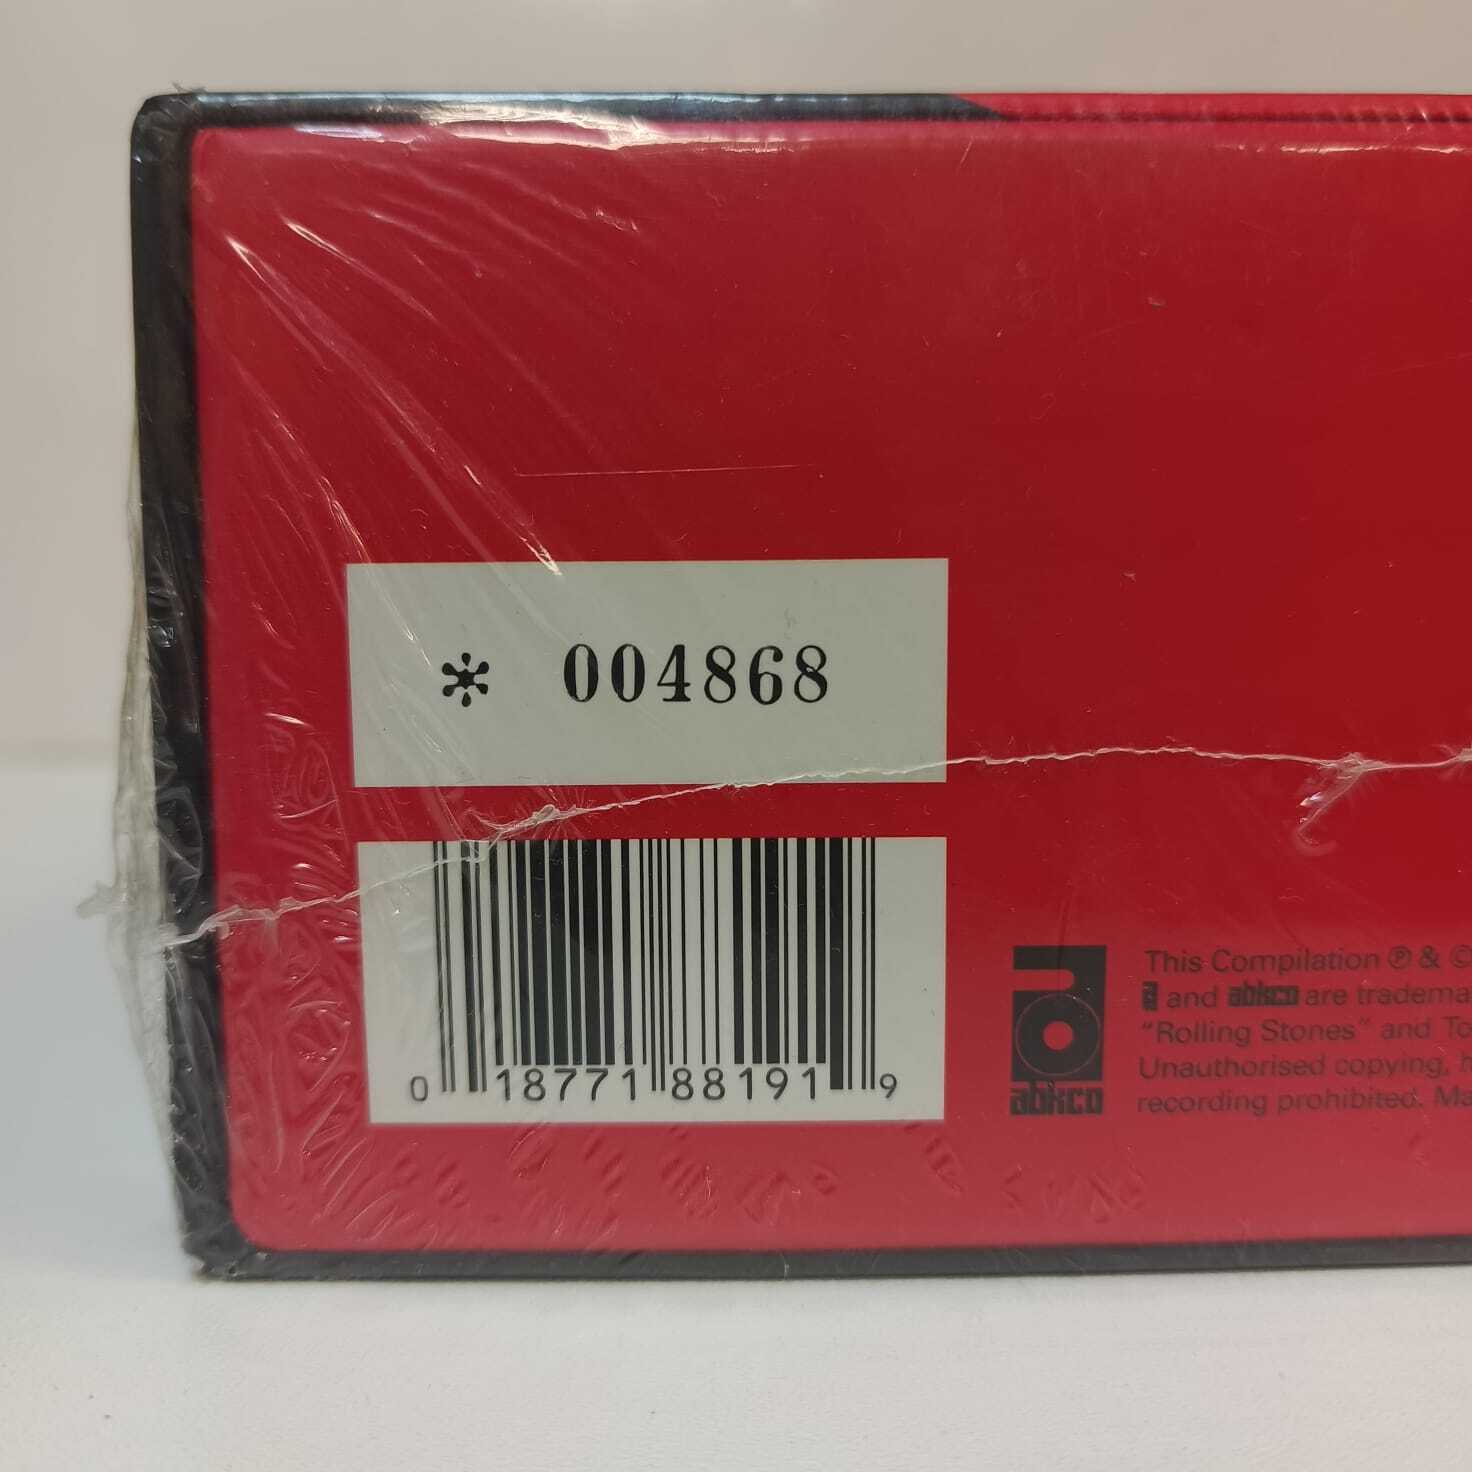 * 004868
0 18771 88191 9
abkco
This Compilation ℗ & ©
a and abkco are tradema
"Rolling Stones" and To
Unauthorised copying, h
recording prohibited. Ma